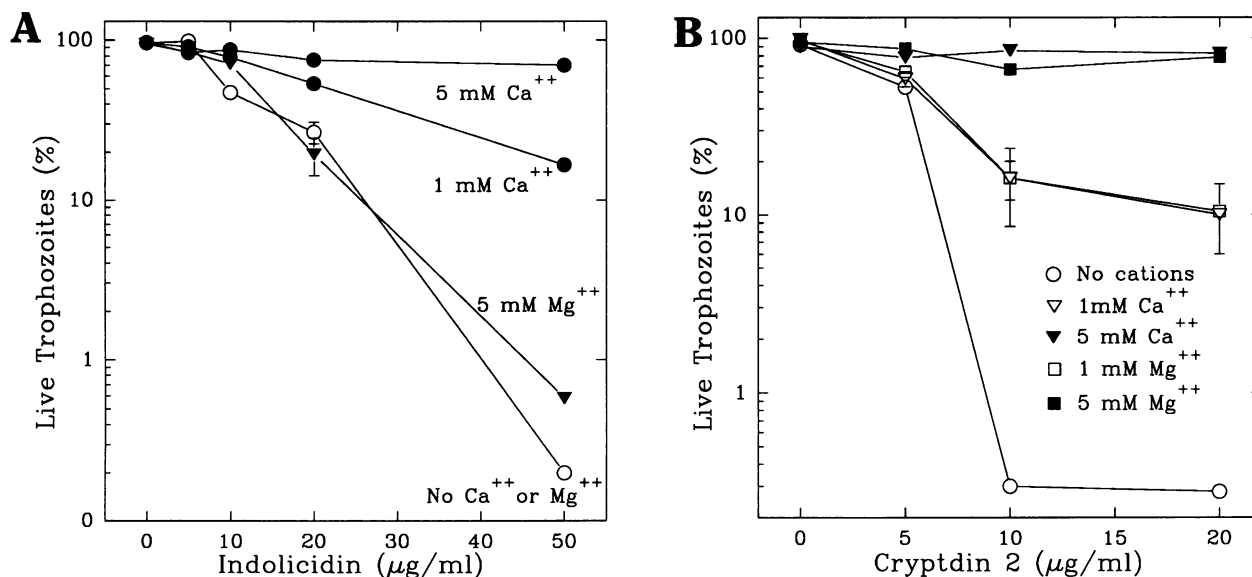 A
Live Trophozoites (%)
100
10
1
0
5 mM Ca++
1 mM Ca++
5 mM Mg++
No Ca++ or Mg++
0 10 20 30 40 50
Indolicidin (μg/ml)
B
Live Trophozoites (%)
100
10
1
No cations
1mM Ca++
5 mM Ca++
1 mM Mg++
5 mM Mg++
0 5 10 15 20
Cryptdin 2 (μg/ml)